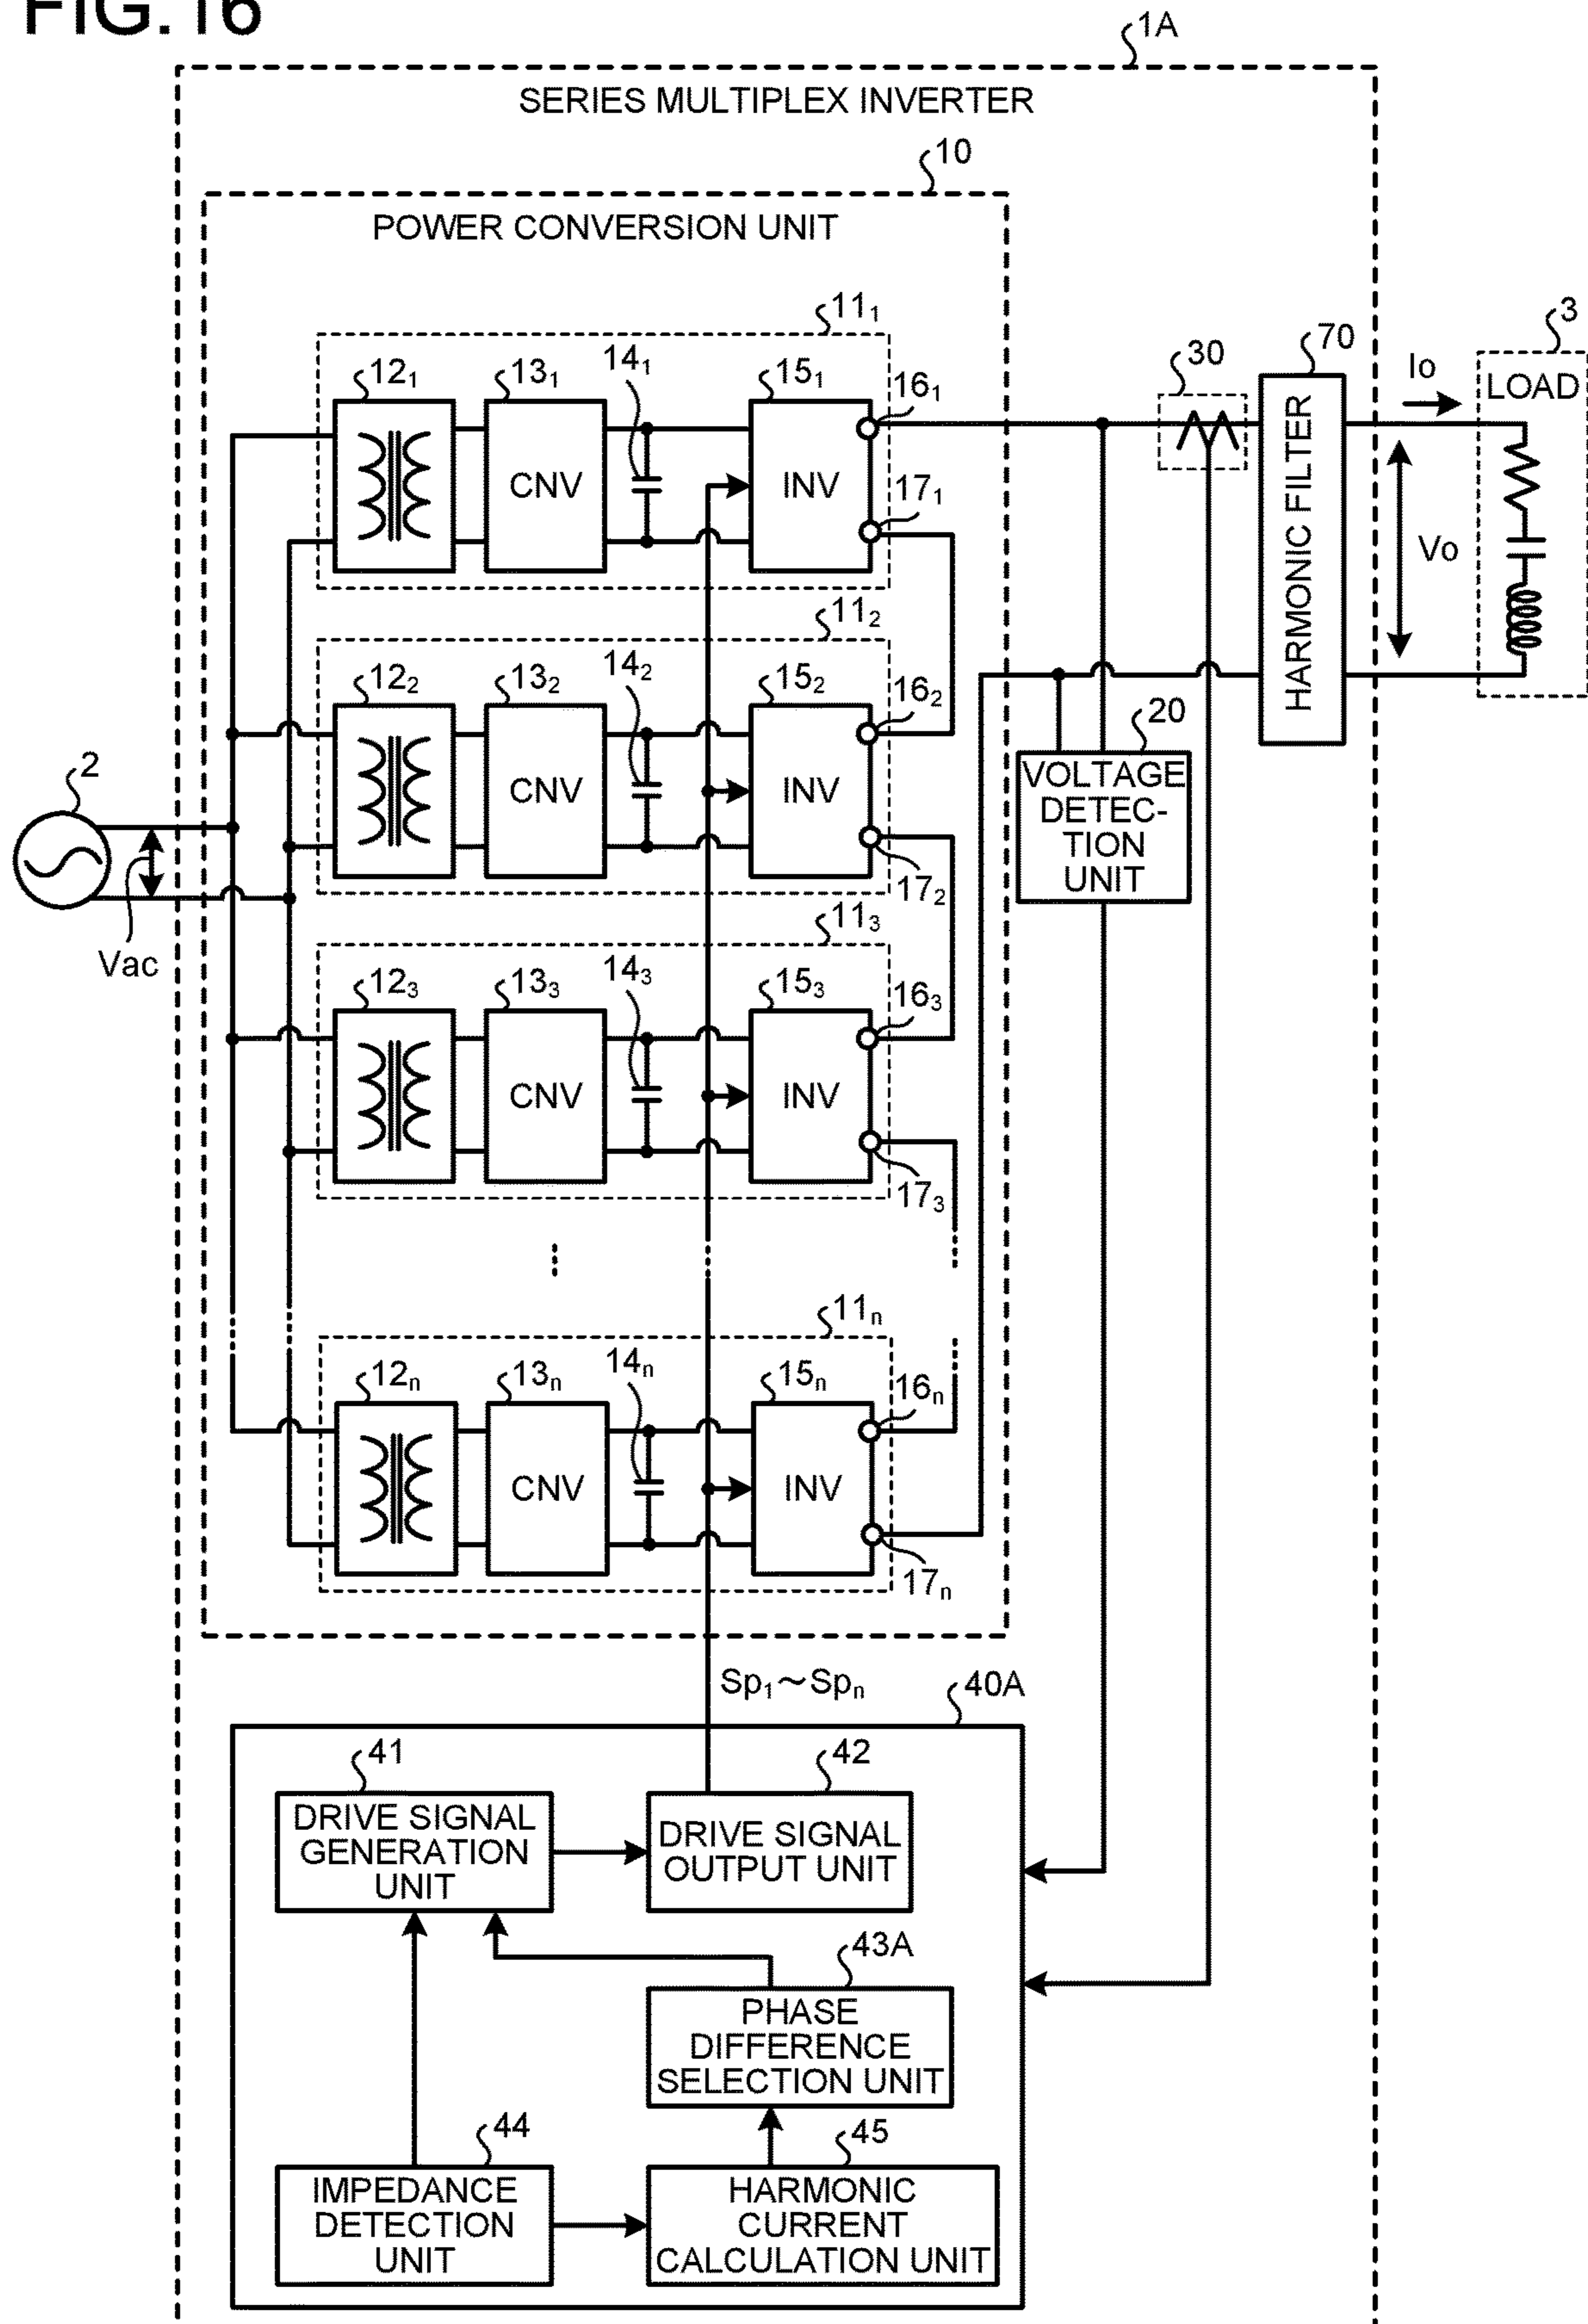 FIG. 16
1A
SERIES MULTIPLEX INVERTER
10
POWER CONVERSION UNIT
11₁
12₁
13₁
14₁
15₁
16₁
CNV
INV
17₁
30
70
HARMONIC FILTER
Io
Vo
3
LOAD
11₂
12₂
13₂
14₂
15₂
16₂
CNV
INV
17₂
20
VOLTAGE
DETEC-
TION
UNIT
2
Vac
11₃
12₃
13₃
14₃
15₃
16₃
CNV
INV
17₃
11ₙ
12ₙ
13ₙ
14ₙ
15ₙ
16ₙ
CNV
INV
17ₙ
Sp₁～Spₙ
40A
41
DRIVE SIGNAL
GENERATION
UNIT
42
DRIVE SIGNAL
OUTPUT UNIT
43A
PHASE
DIFFERENCE
SELECTION UNIT
44
IMPEDANCE
DETECTION
UNIT
45
HARMONIC
CURRENT
CALCULATION UNIT